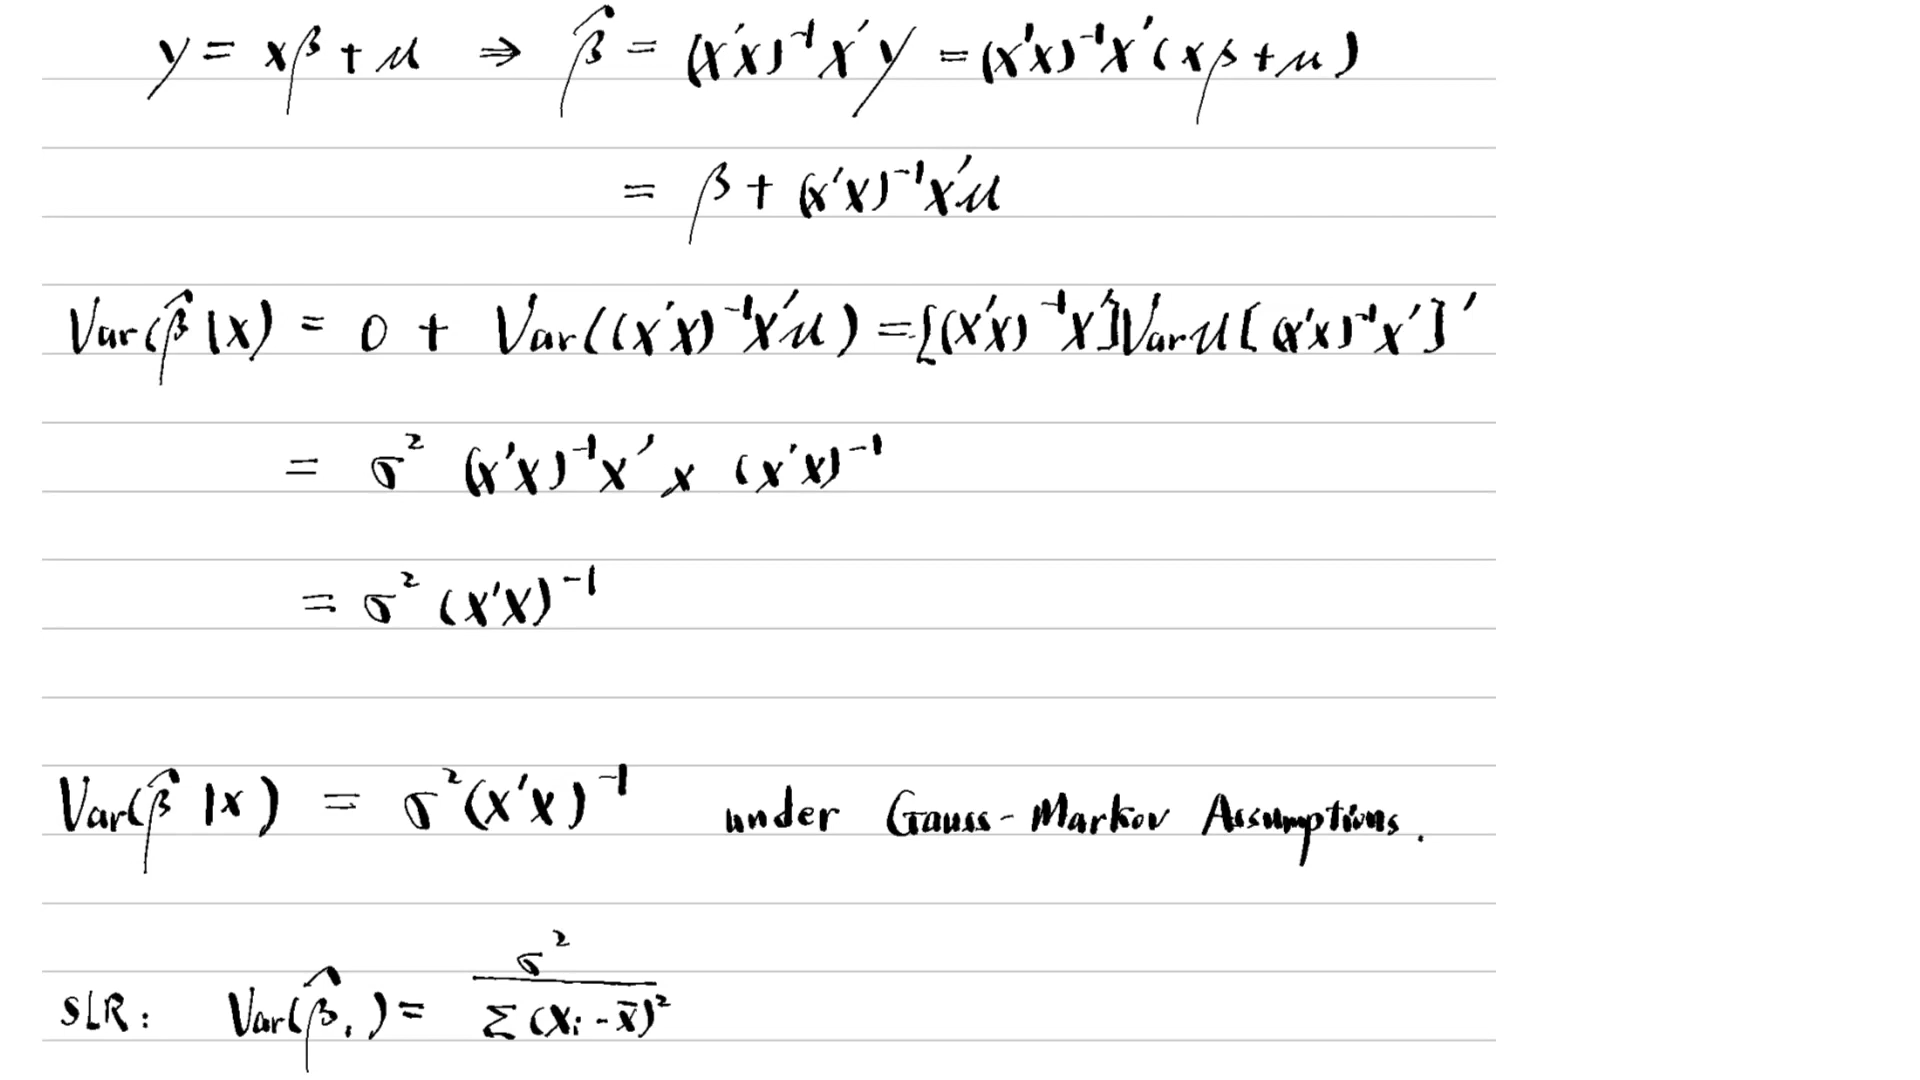 y = xβ + u ⇒ β̂ = (x'x)⁻¹x'y = (x'x)⁻¹x'(xβ + u)
= β + (x'x)⁻¹x'u
Var(β̂|x) = 0 + Var((x'x)⁻¹x'u) = [(x'x)⁻¹x']Var u[(x'x)⁻¹x']'
= σ² (x'x)⁻¹x' x (x'x)⁻¹
= σ² (x'x)⁻¹
Var(β̂|x) = σ²(x'x)⁻¹ under Gauss-Markov Assumptions.
SLR: Var(β̂₁) = σ² / Σ(xᵢ - x̄)²